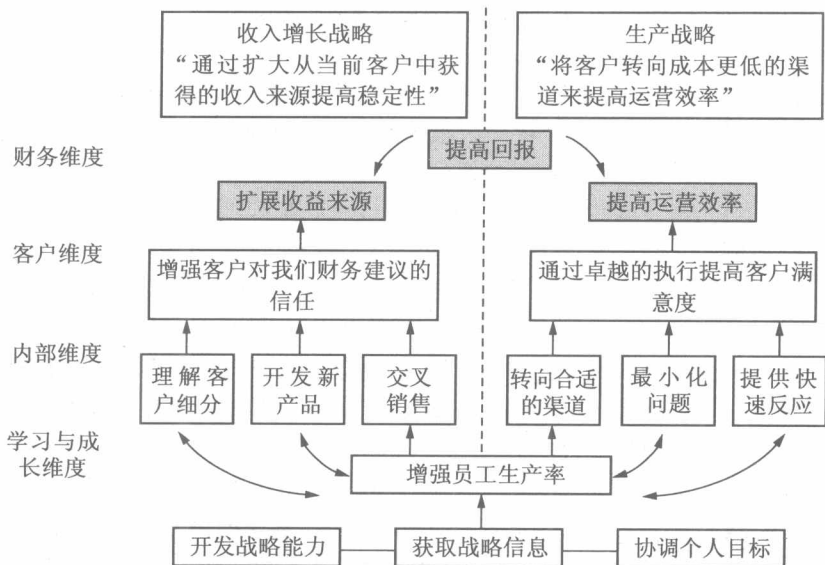 收入增长战略
“通过扩大从当前客户中获
得的收入来源提高稳定性”
生产战略
“将客户转向成本更低的渠
道来提高运营效率”
财务维度
提高回报
扩展收益来源
提高运营效率
客户维度
增强客户对我们财务建议的
信任
通过卓越的执行提高客户满
意度
内部维度
理解客
户细分
开发新
产品
交叉
销售
转向合适
的渠道
最小化
问题
提供快
速反应
学习与成
长维度
增强员工生产率
开发战略能力
获取战略信息
协调个人目标